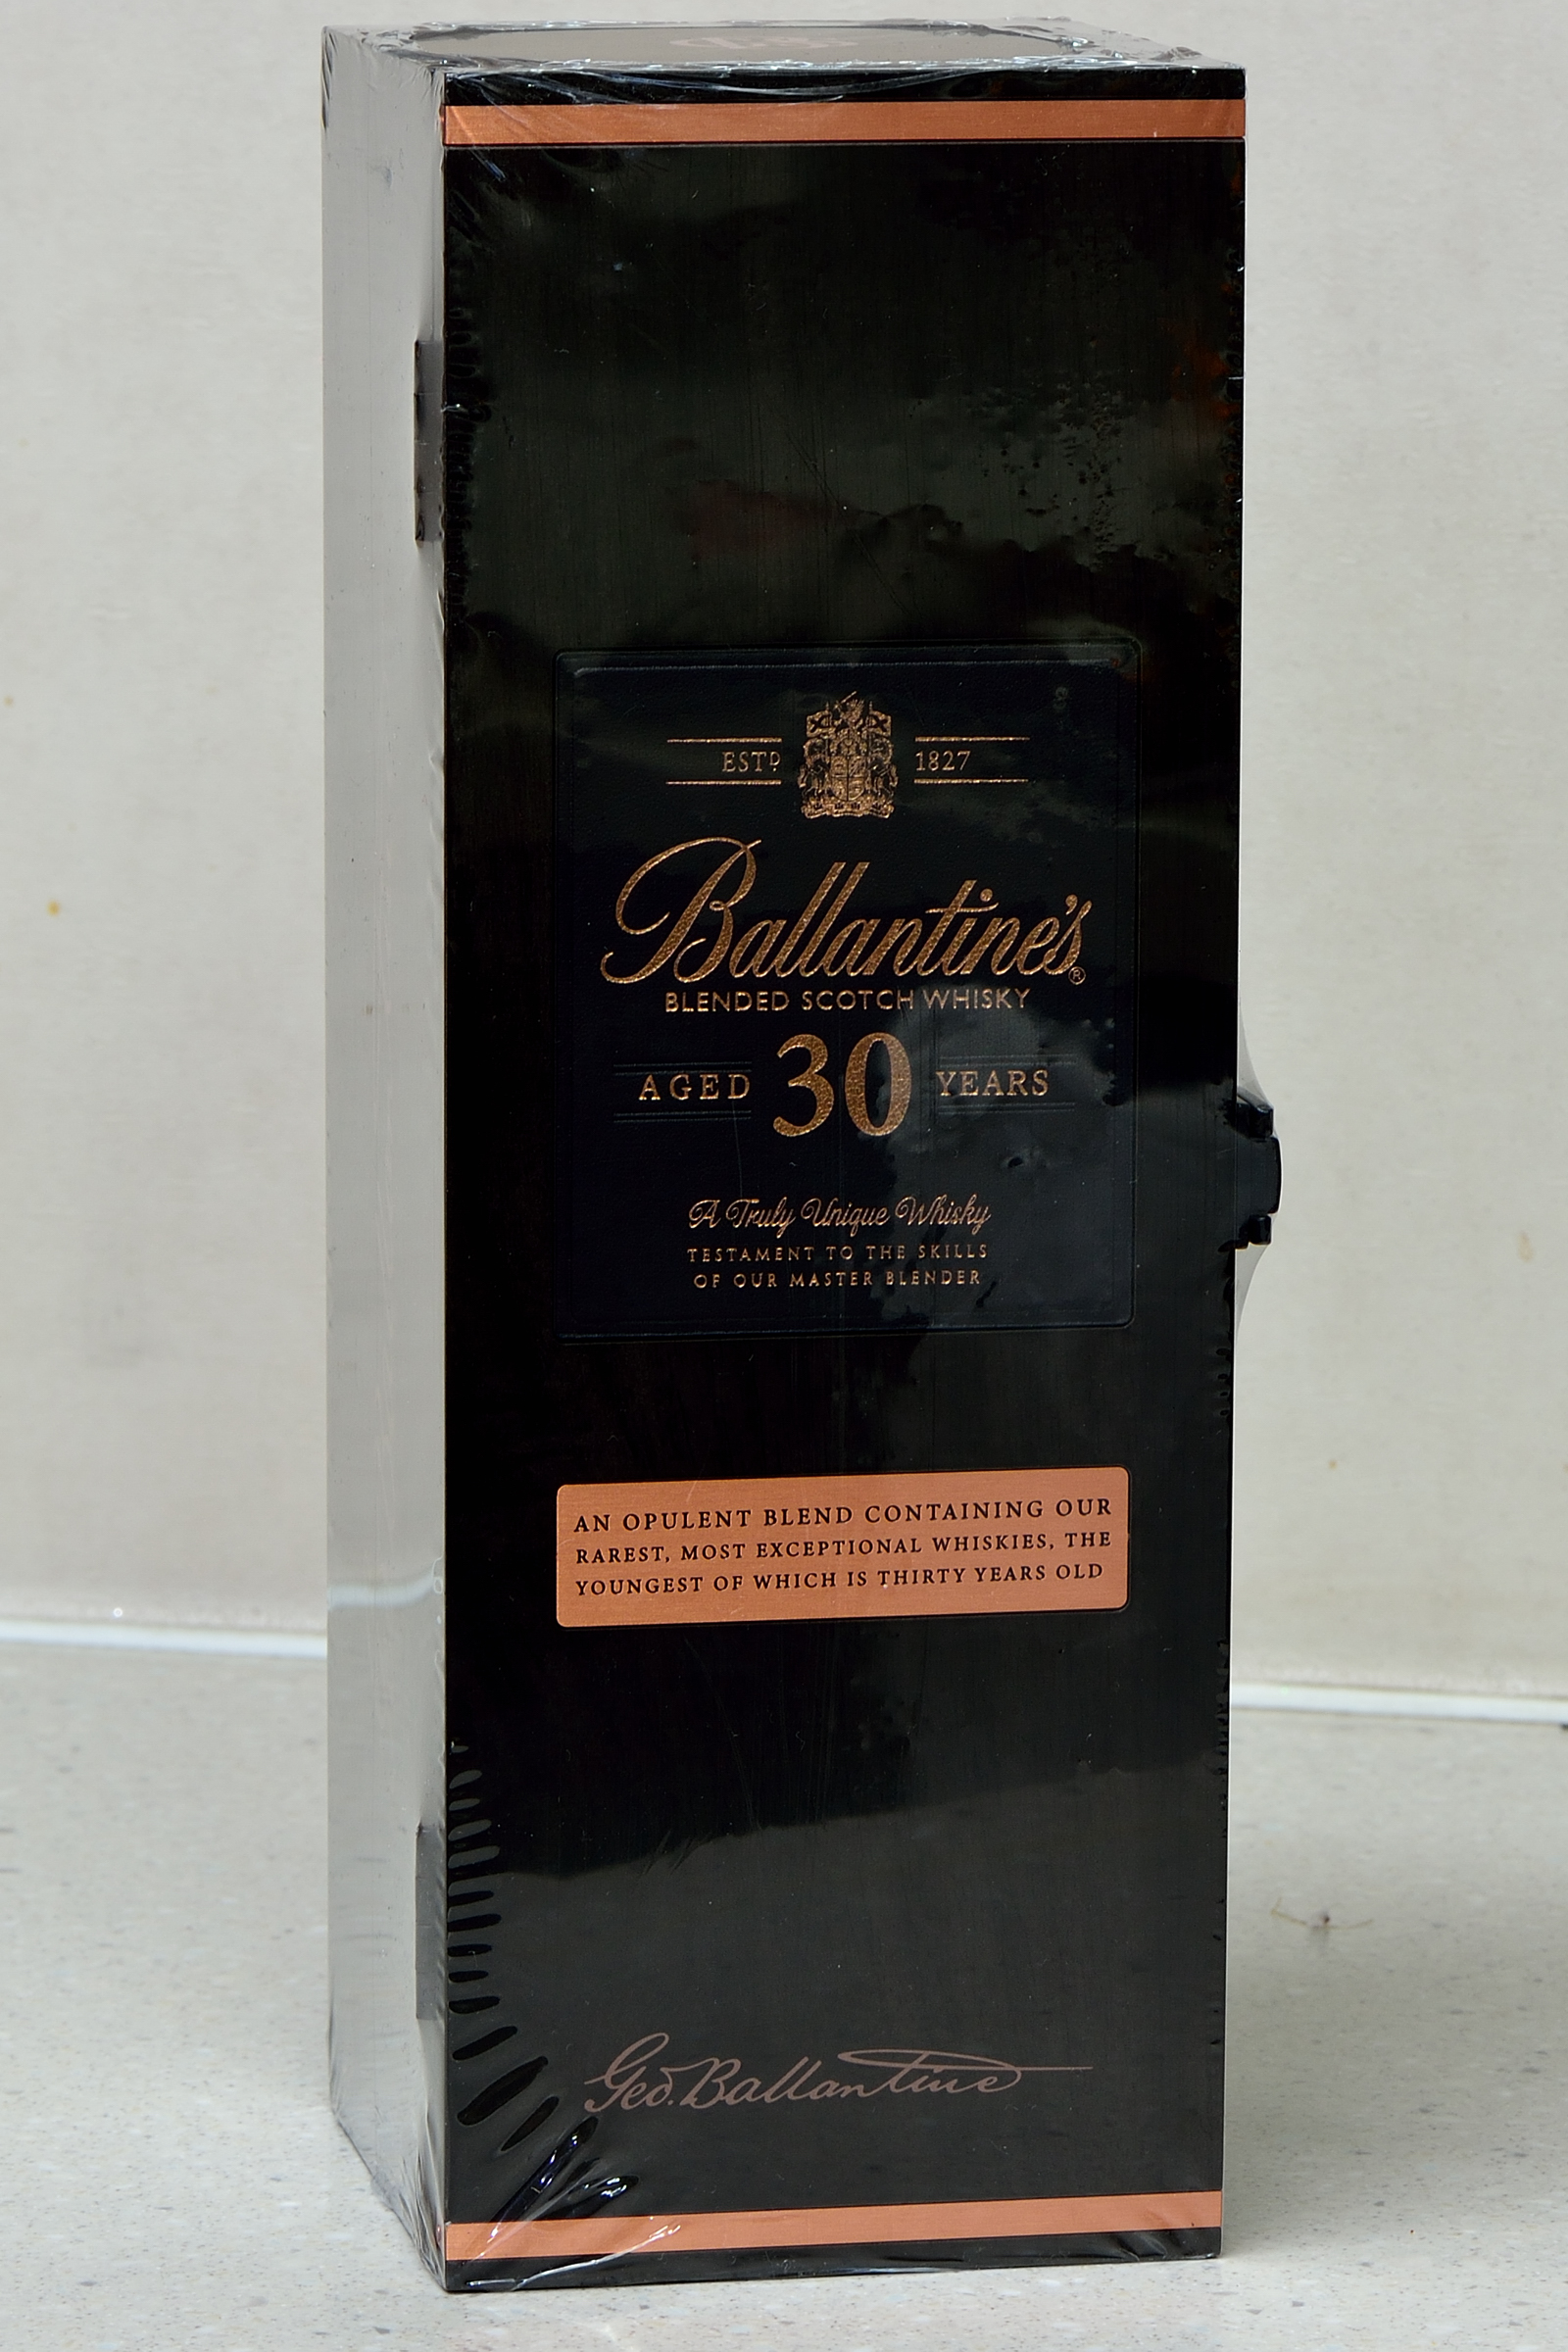 ESTD 1827
Ballantine's®
BLENDED SCOTCH WHISKY
AGED 30 YEARS
A Truly Unique Whisky
TESTAMENT TO THE SKILLS
OF OUR MASTER BLENDER
AN OPULENT BLEND CONTAINING OUR
RAREST, MOST EXCEPTIONAL WHISKIES, THE
YOUNGEST OF WHICH IS THIRTY YEARS OLD
Geo. Ballantine